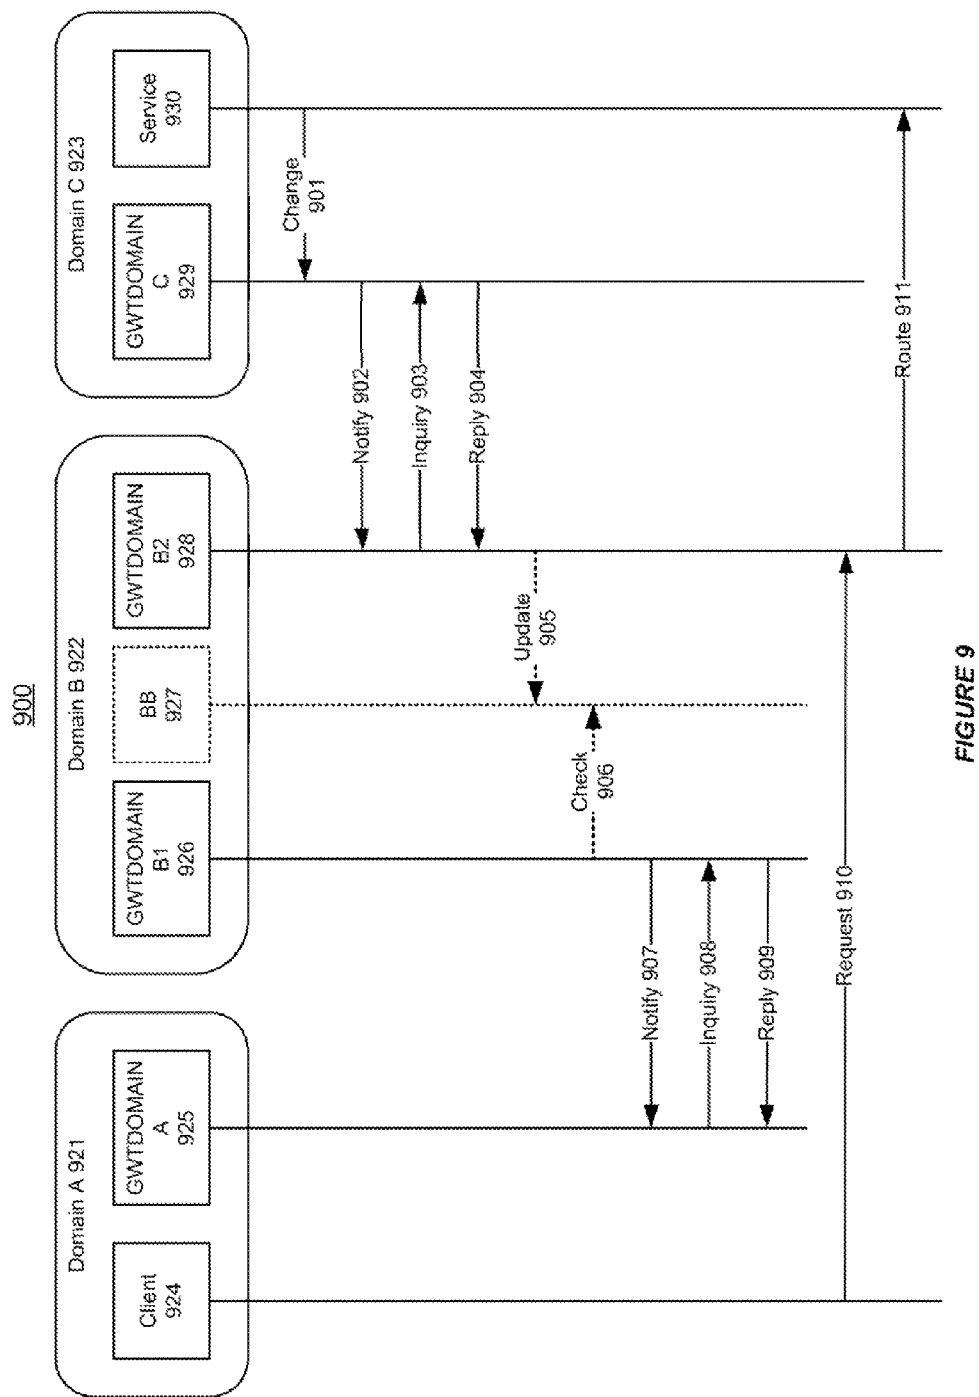 900
Domain A 921
Domain B 922
Domain C 923
Client
924
GWTDOMAIN
A
925
GWTDOMAIN
B1
926
BB
927
GWTDOMAIN
B2
928
GWTDOMAIN
C
929
Service
930
Change
901
Notify 902
Inquiry 903
Reply 904
Update
905
Check
906
Notify 907
Inquiry 908
Reply 909
Request 910
Route 911
FIGURE 9